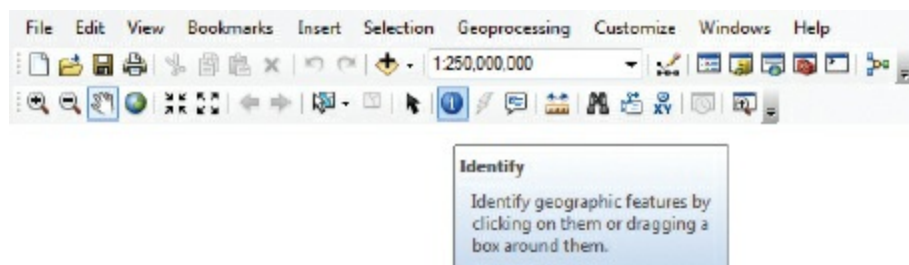 File Edit View Bookmarks Insert Selection Geoprocessing Customize Windows Help
1:250,000,000
XY
Identify
Identify geographic features by
clicking on them or dragging a
box around them.